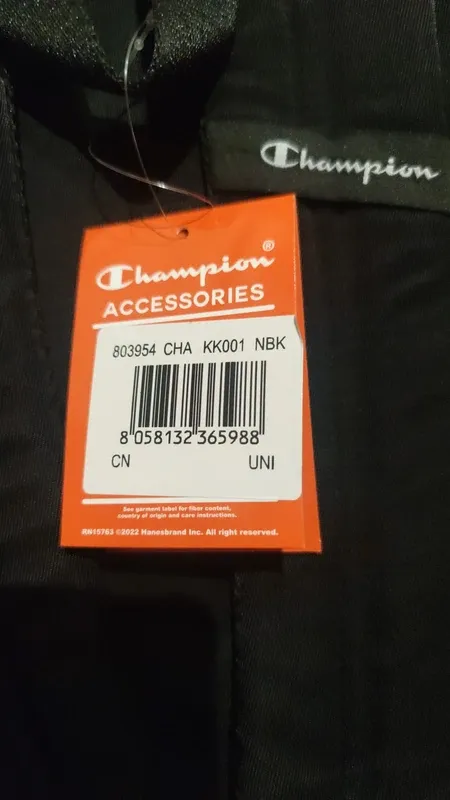 Champion
Champion®
ACCESSORIES
803954 CHA KK001 NBK
8 058132 365988
CN UNI
See garment label for fiber content,
country of origin and care instructions.
RN15763 ©2022 Hanesbrand Inc. All right reserved.